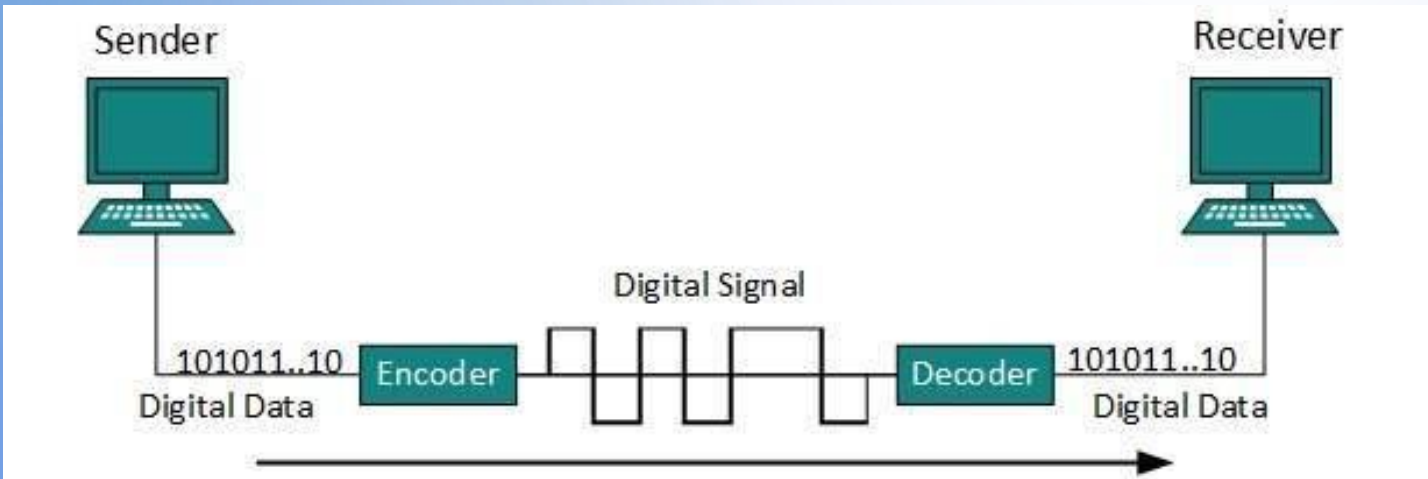 Sender
Receiver
Digital Signal
101011..10
Encoder
Decoder
101011..10
Digital Data
Digital Data